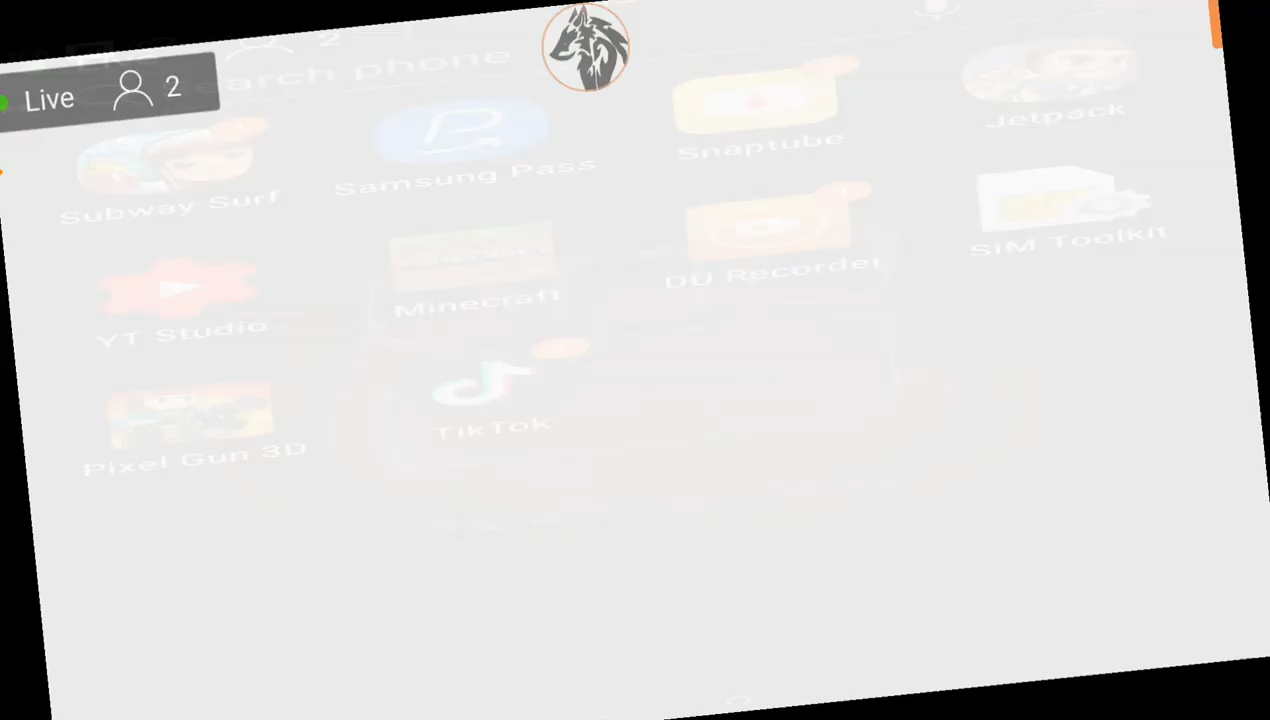 2
Search phone
Live 2
Subway Surf
Samsung Pass
Snaptube
Jetpack
YT Studio
Minecraft
DU Recorder
SIM Toolkit
Pixel Gun 3D
TikTok